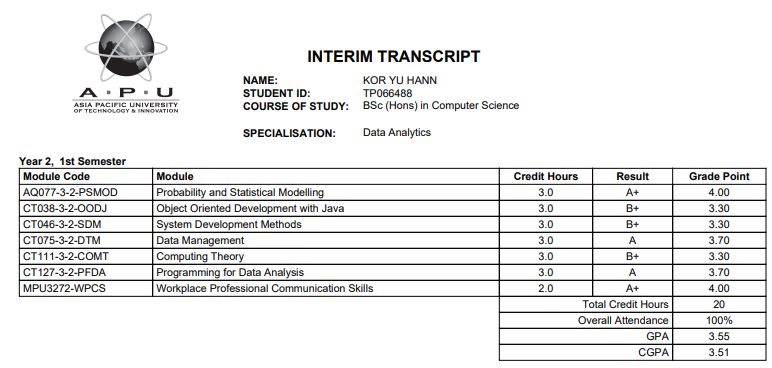 A · P · U
ASIA PACIFIC UNIVERSITY
OF TECHNOLOGY & INNOVATION
INTERIM TRANSCRIPT
NAME: KOR YU HANN
STUDENT ID: TP066488
COURSE OF STUDY: BSc (Hons) in Computer Science
SPECIALISATION: Data Analytics
Year 2, 1st Semester
Module Code Module Credit Hours Result Grade Point
AQ077-3-2-PSMOD Probability and Statistical Modelling 3.0 A+ 4.00
CT038-3-2-OODJ Object Oriented Development with Java 3.0 B+ 3.30
CT046-3-2-SDM System Development Methods 3.0 B+ 3.30
CT075-3-2-DTM Data Management 3.0 A 3.70
CT111-3-2-COMT Computing Theory 3.0 B+ 3.30
CT127-3-2-PFDA Programming for Data Analysis 3.0 A 3.70
MPU3272-WPCS Workplace Professional Communication Skills 2.0 A+ 4.00
Total Credit Hours 20
Overall Attendance 100%
GPA 3.55
CGPA 3.51